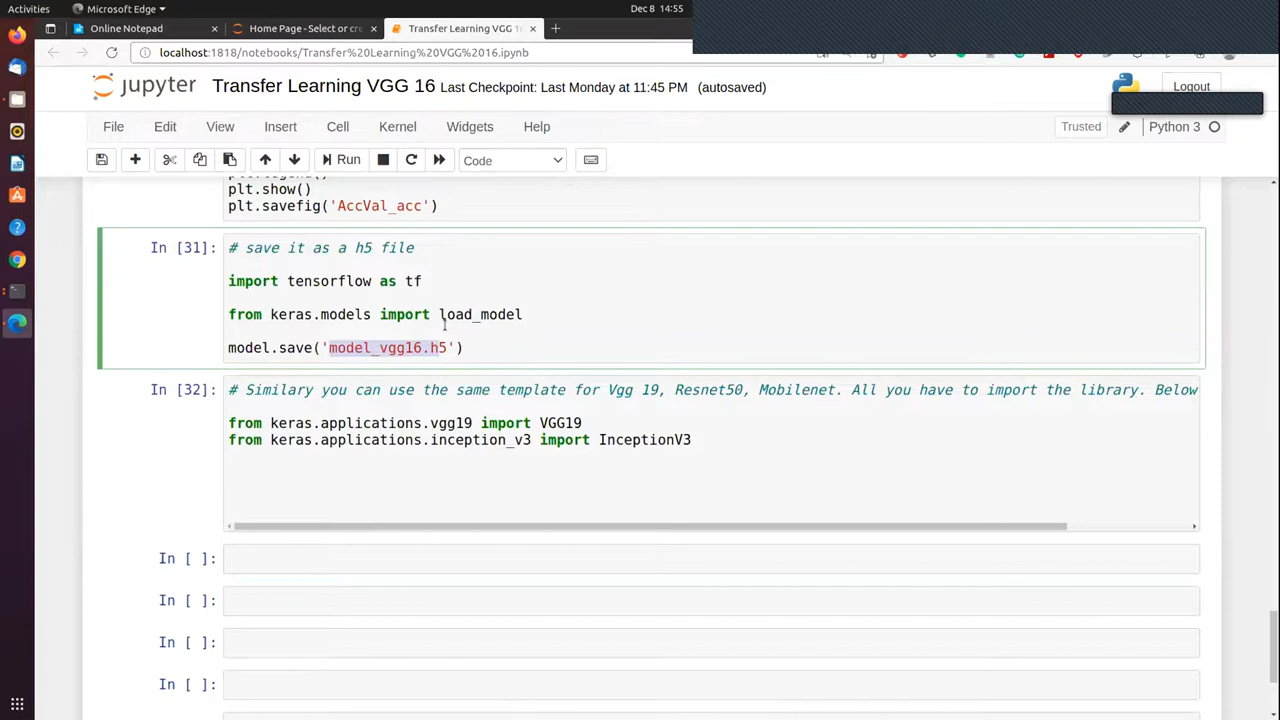 Activities
Microsoft Edge
Dec 8 14:55
Online Notepad
Home Page - Select or cre
Transfer Learning VGG 1
localhost:1818/notebooks/Transfer%20Learning%20VGG%2016.ipynb
jupyter
Transfer Learning VGG 16 Last Checkpoint: Last Monday at 11:45 PM (autosaved)
Logout
File Edit View Insert Cell Kernel Widgets Help
Trusted
Python 3
Run
Code
plt.legend()
plt.show()
plt.savefig('AccVal_acc')
In [31]:
# save it as a h5 file
import tensorflow as tf
from keras.models import load_model
model.save('model_vgg16.h5')
In [32]:
# Similary you can use the same template for Vgg 19, Resnet50, Mobilenet. All you have to import the library. Below
from keras.applications.vgg19 import VGG19
from keras.applications.inception_v3 import InceptionV3
In [ ]:
In [ ]:
In [ ]:
In [ ]: